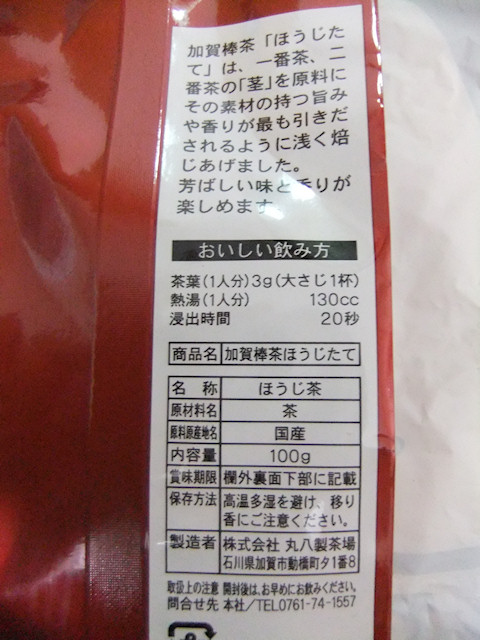 加賀棒茶「ほうじた
て」は、一番茶、二
番茶の「茎」を原料に
その素材の持つ旨み
や香りが最も引きだ
されるように浅く焙
じあげました。
芳ばしい味と香りが
楽しめます。
おいしい飲み方
茶葉(1人分)3g(大さじ1杯)
熱湯(1人分) 130cc
浸出時間 20秒
商品名 加賀棒茶ほうじたて
名称 ほうじ茶
原材料名 茶
原料原産地名 国産
内容量 100g
賞味期限 欄外裏面下部に記載
保存方法 高温多湿を避け、移り
香にご注意ください。
製造者 株式会社 丸八製茶場
石川県加賀市動橋町タ1番8
取扱上の注意 開封後は、お早めにお飲みください。
問合せ先 本社/TEL0761-74-1557